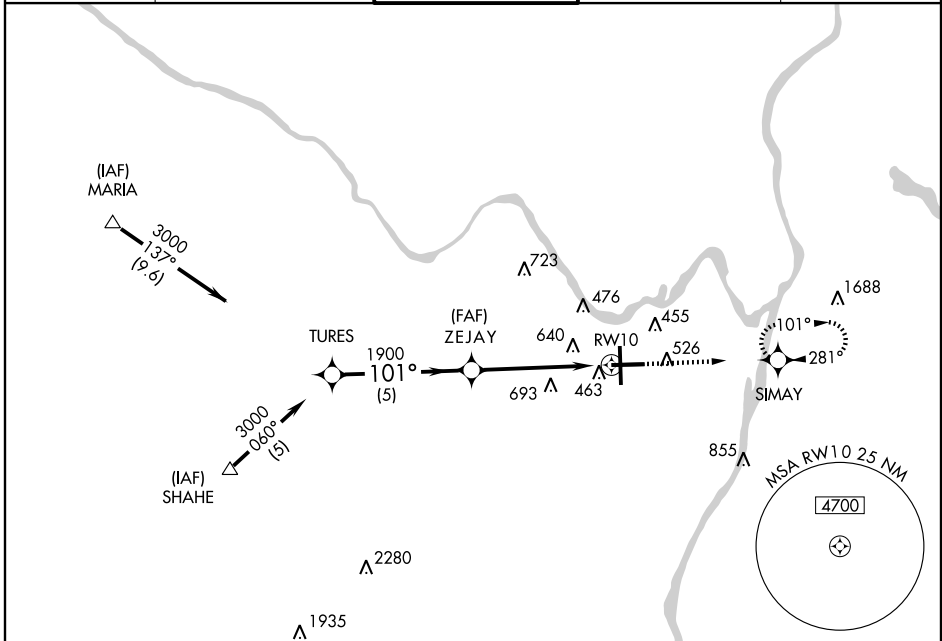 (IAF)
MARIA
3000
137°
(9.6)
723
476
1688
TURES
(FAF)
ZEJAY
640
RW10
455
101°
526
281°
1900
101°
(5)
693
463
SIMAY
3000
060°
(5)
(IAF)
SHAHE
855
MSA RW10 25 NM
4700
2280
1935